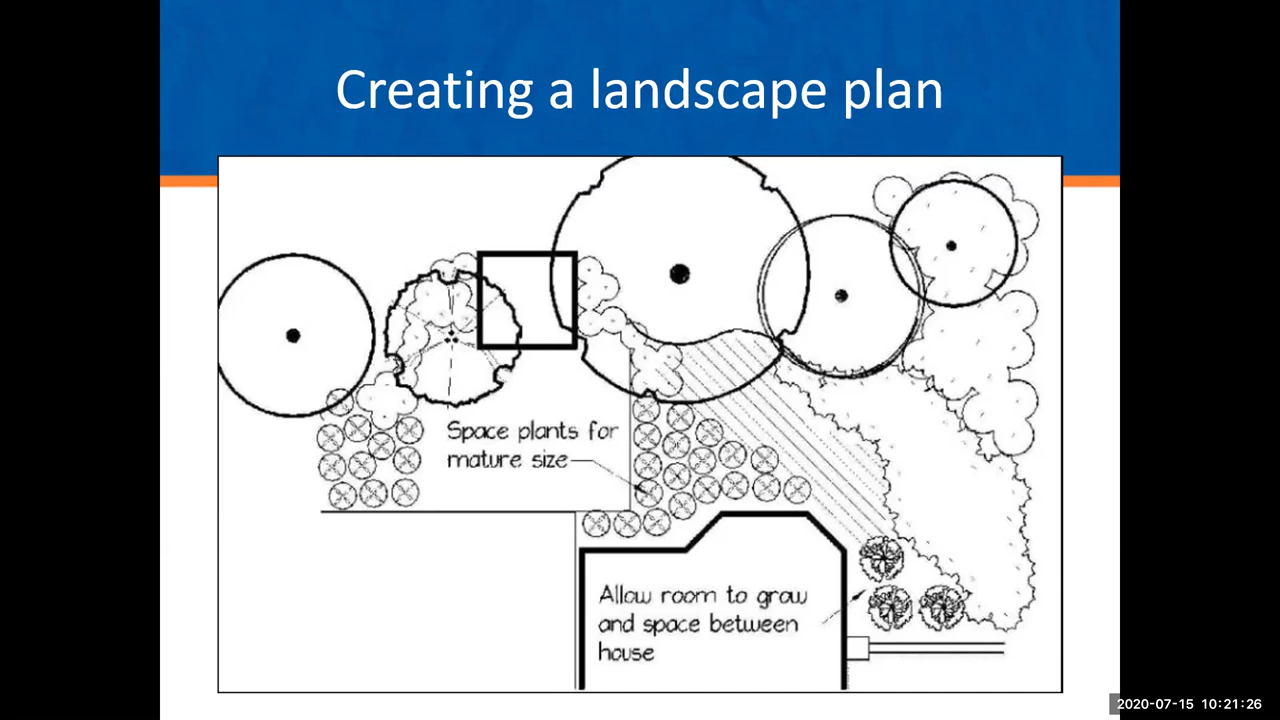 Creating a landscape plan
Space plants for
mature size
Allow room to grow
and space between
house
2020-07-15 10:21:26